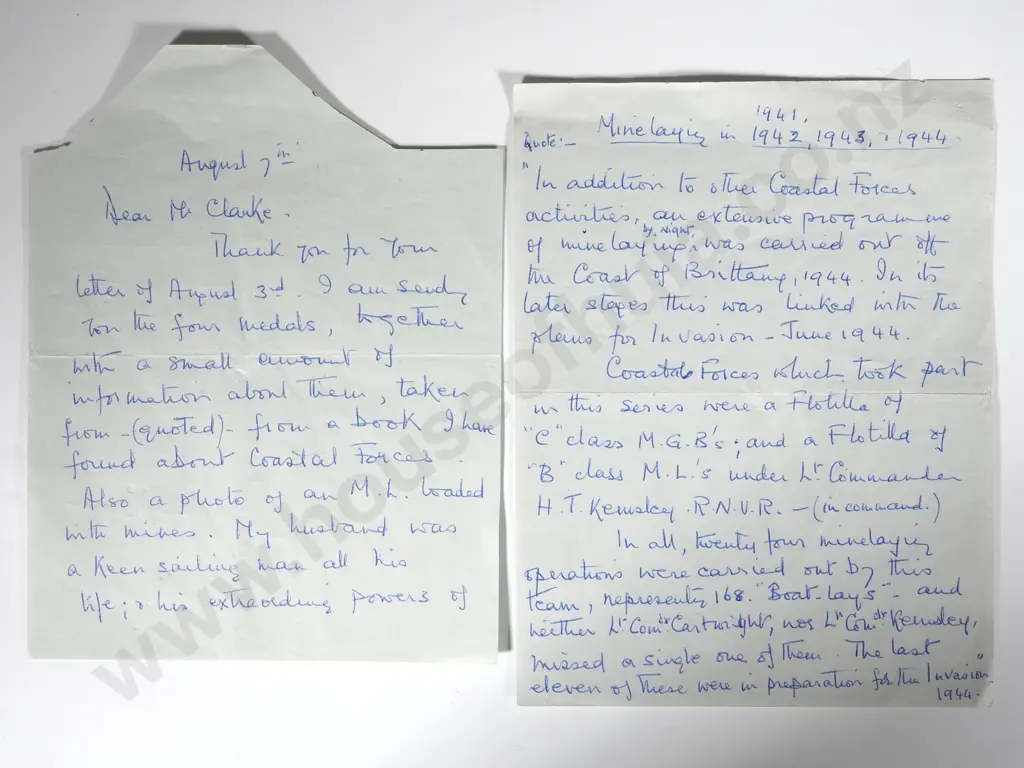 August 7th
Dear Mr Clarke.
Thank you for your
letter of August 3rd. I am sending
you the four medals, together
with a small amount of
information about them, taken
from -(quoted)- from a book I have
found about Coastal Forces.
Also a photo of an M.L. loaded
with mines. My husband was
a keen sailing man all his
life; & his extraording powers of
1941,
Minelaying in 1942, 1943, & 1944.
Quote:-
"In addition to other Coastal Forces
activities, an extensive programme
by night
of minelaying, was carried out off
the Coast of Brittany, 1944. In its
later stages this was linked with the
plans for Invasion - June 1944.
Coastal Forces which took part
in this series were a Flotilla of
"C" class M.G.B's; and a Flotilla of
"B" class M.L.'s under Lt Commander
H.T. Kemsley. R.N.V.R. - (in command.)
In all, twenty four minelaying
operations were carried out by this
team, representing 168. "Boat-lays" - and
neither Lt Comdr Cartwright, nor Lt Comdr Kemsley,
missed a single one of them. The last
eleven of these were in preparation for the Invasion"
1944.
www.houseofhulia.co.nz